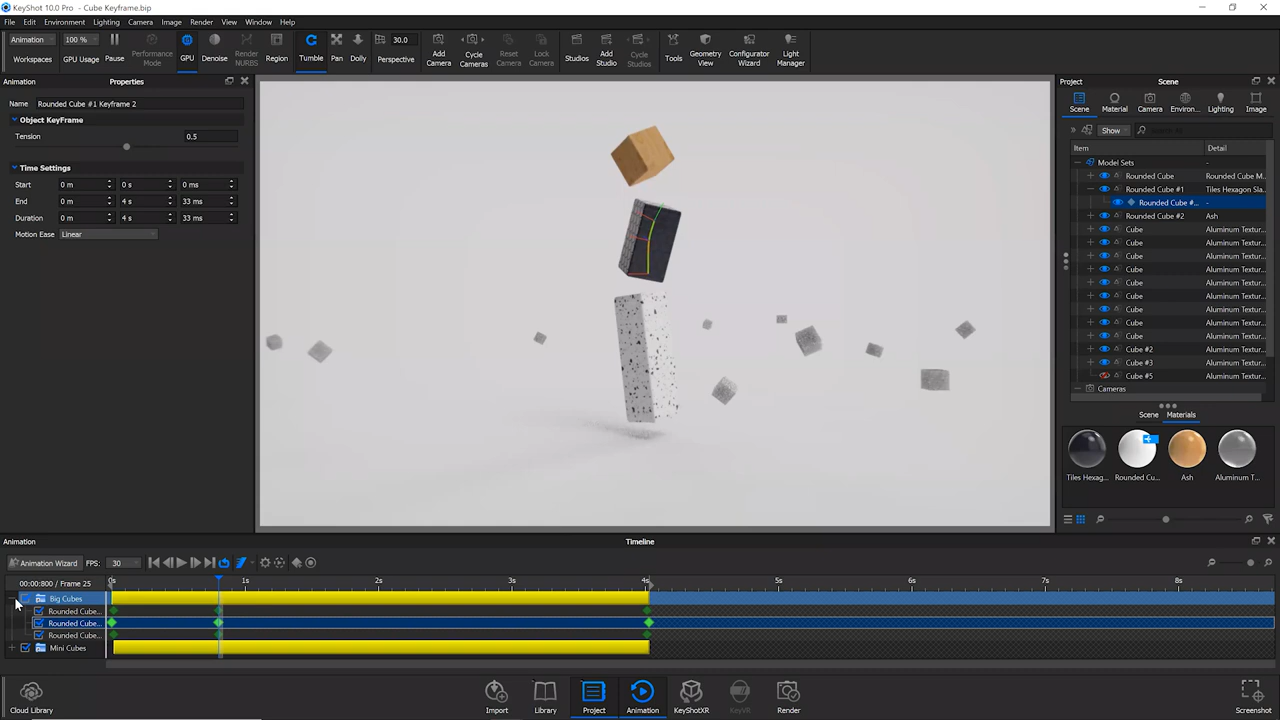 KeyShot 10.0 Pro - Cube Keyframe.bip
File Edit Environment Lighting Camera Image Render View Window Help
Animation 100 % 30.0
Workspaces GPU Usage Pause Performance Mode GPU Denoise Render NURBS Region Tumble Pan Dolly Perspective Add Camera Cycle Cameras Reset Camera Lock Camera Studios Add Studio Cycle Studios Tools Geometry View Configurator Wizard Light Manager
Animation Properties
Name Rounded Cube #1 Keyframe 2
Object KeyFrame
Tension 0.5
Time Settings
Start 0 m 0 s 0 ms
End 0 m 4 s 33 ms
Duration 0 m 4 s 33 ms
Motion Ease Linear
Project Scene
Scene Material Camera Environ... Lighting Image
Show
Item Detail
Model Sets -
Rounded Cube Rounded Cube M...
Rounded Cube #1 Tiles Hexagon Sla...
Rounded Cube #... -
Rounded Cube #2 Ash
Cube Aluminum Textur...
Cube Aluminum Textur...
Cube Aluminum Textur...
Cube Aluminum Textur...
Cube Aluminum Textur...
Cube Aluminum Textur...
Cube Aluminum Textur...
Cube Aluminum Textur...
Cube Aluminum Textur...
Cube #2 Aluminum Textur...
Cube #3 Aluminum Textur...
Cube #5 Aluminum Textur...
Cameras
Scene Materials
Tiles Hexag... Rounded Cu... Ash Aluminum T...
Animation Timeline
Animation Wizard FPS: 30
00:00:800 / Frame 25 0s 1s 2s 3s 4s 5s 6s 7s 8s
Big Cubes
Rounded Cube...
Rounded Cube...
Rounded Cube...
Mini Cubes
Cloud Library Import Library Project Animation KeyShotXR KeyVR Render Screenshot